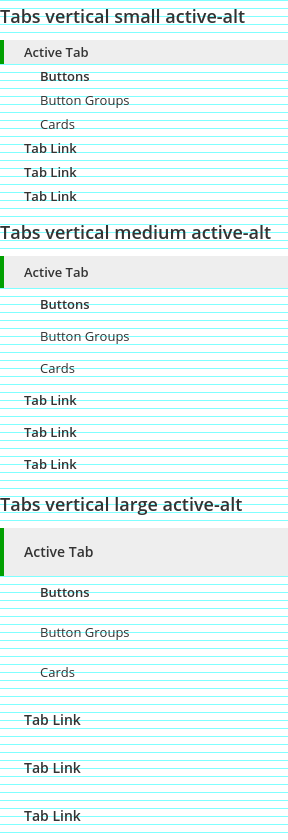 Tabs vertical small active-alt
Active Tab
Buttons
Button Groups
Cards
Tab Link
Tab Link
Tab Link
Tabs vertical medium active-alt
Active Tab
Buttons
Button Groups
Cards
Tab Link
Tab Link
Tab Link
Tabs vertical large active-alt
Active Tab
Buttons
Button Groups
Cards
Tab Link
Tab Link
Tab Link